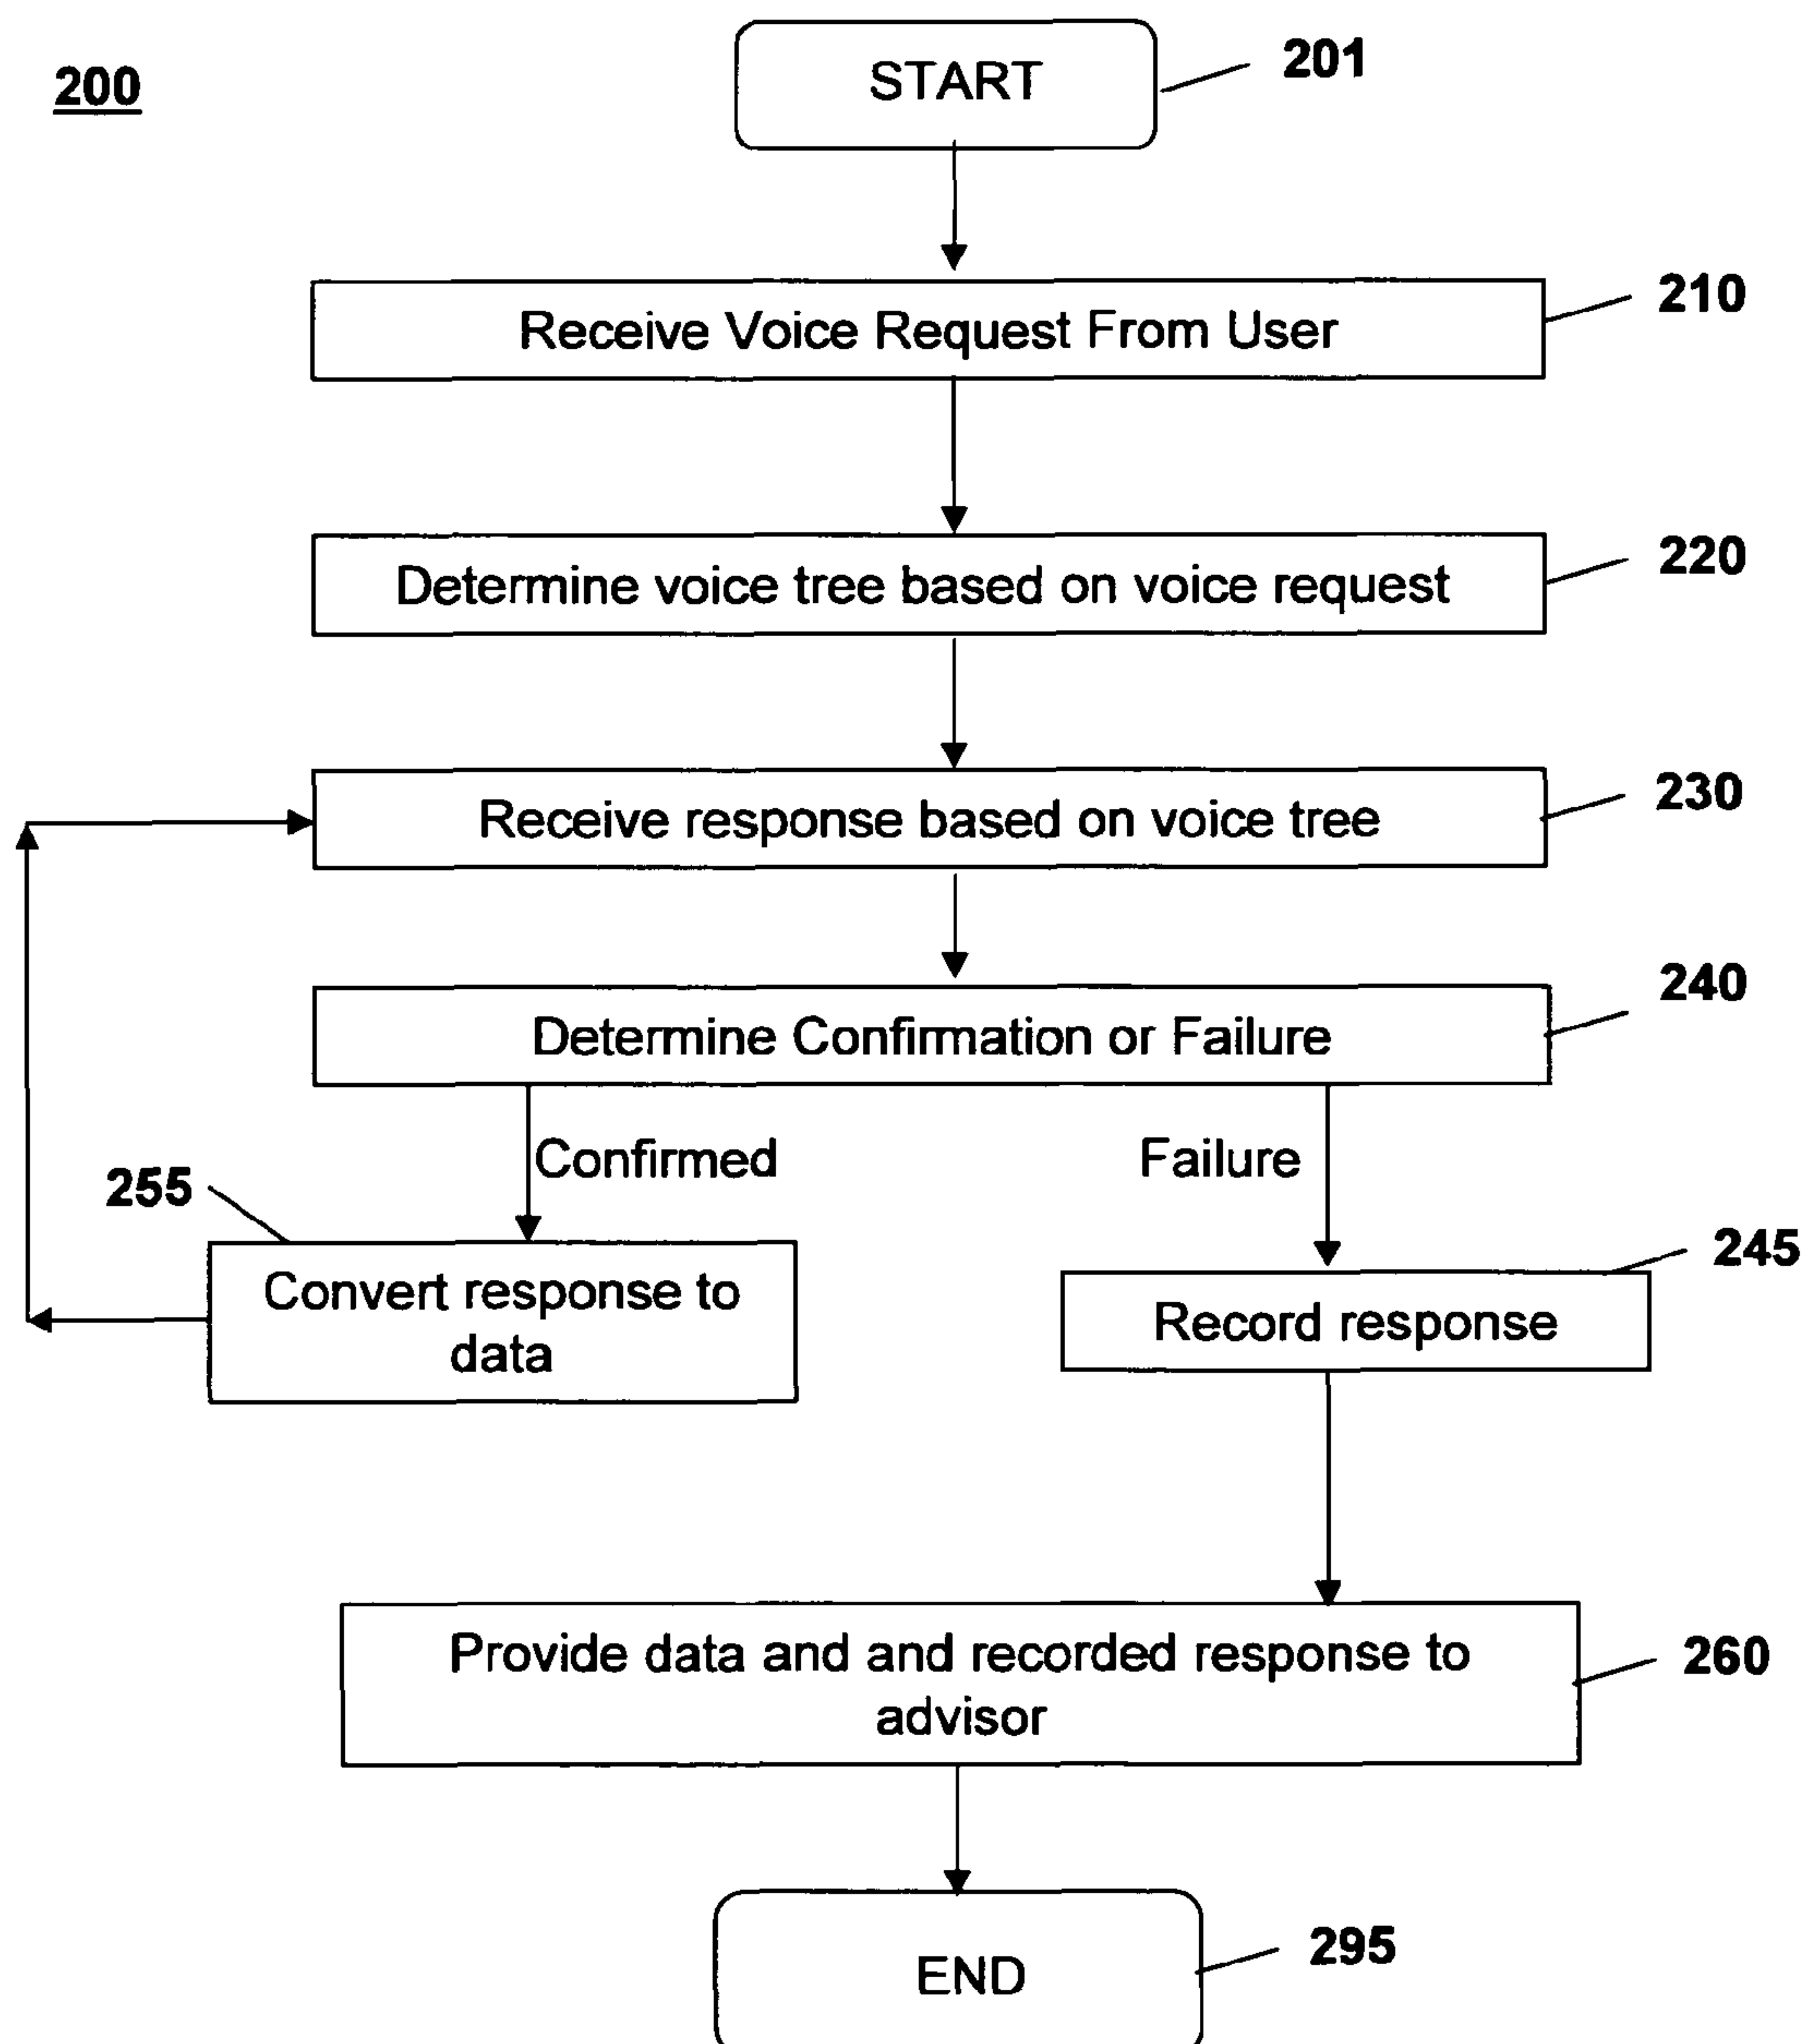 200
START
201
Receive Voice Request From User
210
Determine voice tree based on voice request
220
Receive response based on voice tree
230
Determine Confirmation or Failure
240
Confirmed
Failure
255
Convert response to
data
245
Record response
Provide data and and recorded response to
advisor
260
END
295